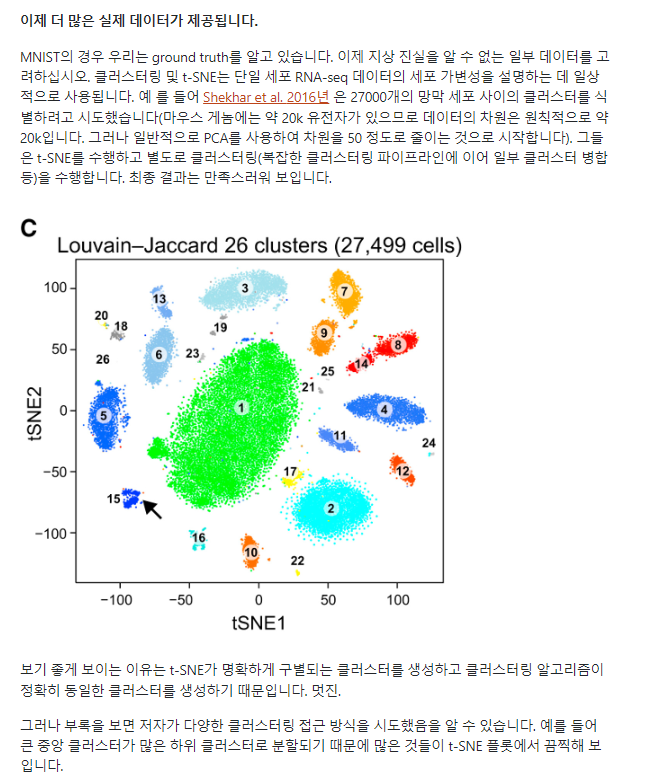 이제 더 많은 실제 데이터가 제공됩니다.
MNIST의 경우 우리는 ground truth를 알고 있습니다. 이제 지상 진실을 알 수 없는 일부 데이터를 고
려하십시오. 클러스터링 및 t-SNE는 단일 세포 RNA-seq 데이터의 세포 가변성을 설명하는 데 일상
적으로 사용됩니다. 예 를 들어 Shekhar et al. 2016년 은 27000개의 망막 세포 사이의 클러스터를 식
별하려고 시도했습니다(마우스 게놈에는 약 20k 유전자가 있으므로 데이터의 차원은 원칙적으로 약
20k입니다. 그러나 일반적으로 PCA를 사용하여 차원을 50 정도로 줄이는 것으로 시작합니다). 그들
은 t-SNE를 수행하고 별도로 클러스터링(복잡한 클러스터링 파이프라인에 이어 일부 클러스터 병합
등)을 수행합니다. 최종 결과는 만족스러워 보입니다.
C
Louvain–Jaccard 26 clusters (27,499 cells)
100
50
0
−50
−100
tSNE2
13
3
7
20
18
19
9
8
6
23
14
26
25
21
5
1
4
11
24
17
12
15
2
16
10
22
−100
−50
0
50
100
tSNE1
보기 좋게 보이는 이유는 t-SNE가 명확하게 구별되는 클러스터를 생성하고 클러스터링 알고리즘이
정확히 동일한 클러스터를 생성하기 때문입니다. 멋진.
그러나 부록을 보면 저자가 다양한 클러스터링 접근 방식을 시도했음을 알 수 있습니다. 예를 들어
큰 중앙 클러스터가 많은 하위 클러스터로 분할되기 때문에 많은 것들이 t-SNE 플롯에서 끔찍해 보
입니다.